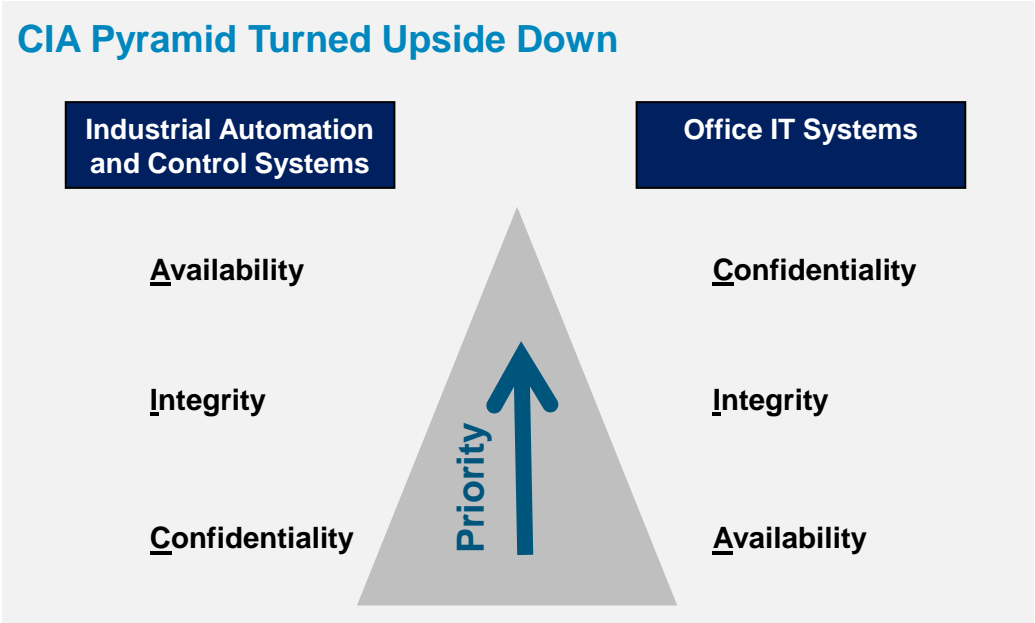 CIA Pyramid Turned Upside Down
Industrial Automation
and Control Systems
Office IT Systems
Availability
Confidentiality
Integrity
Integrity
Priority
Confidentiality
Availability